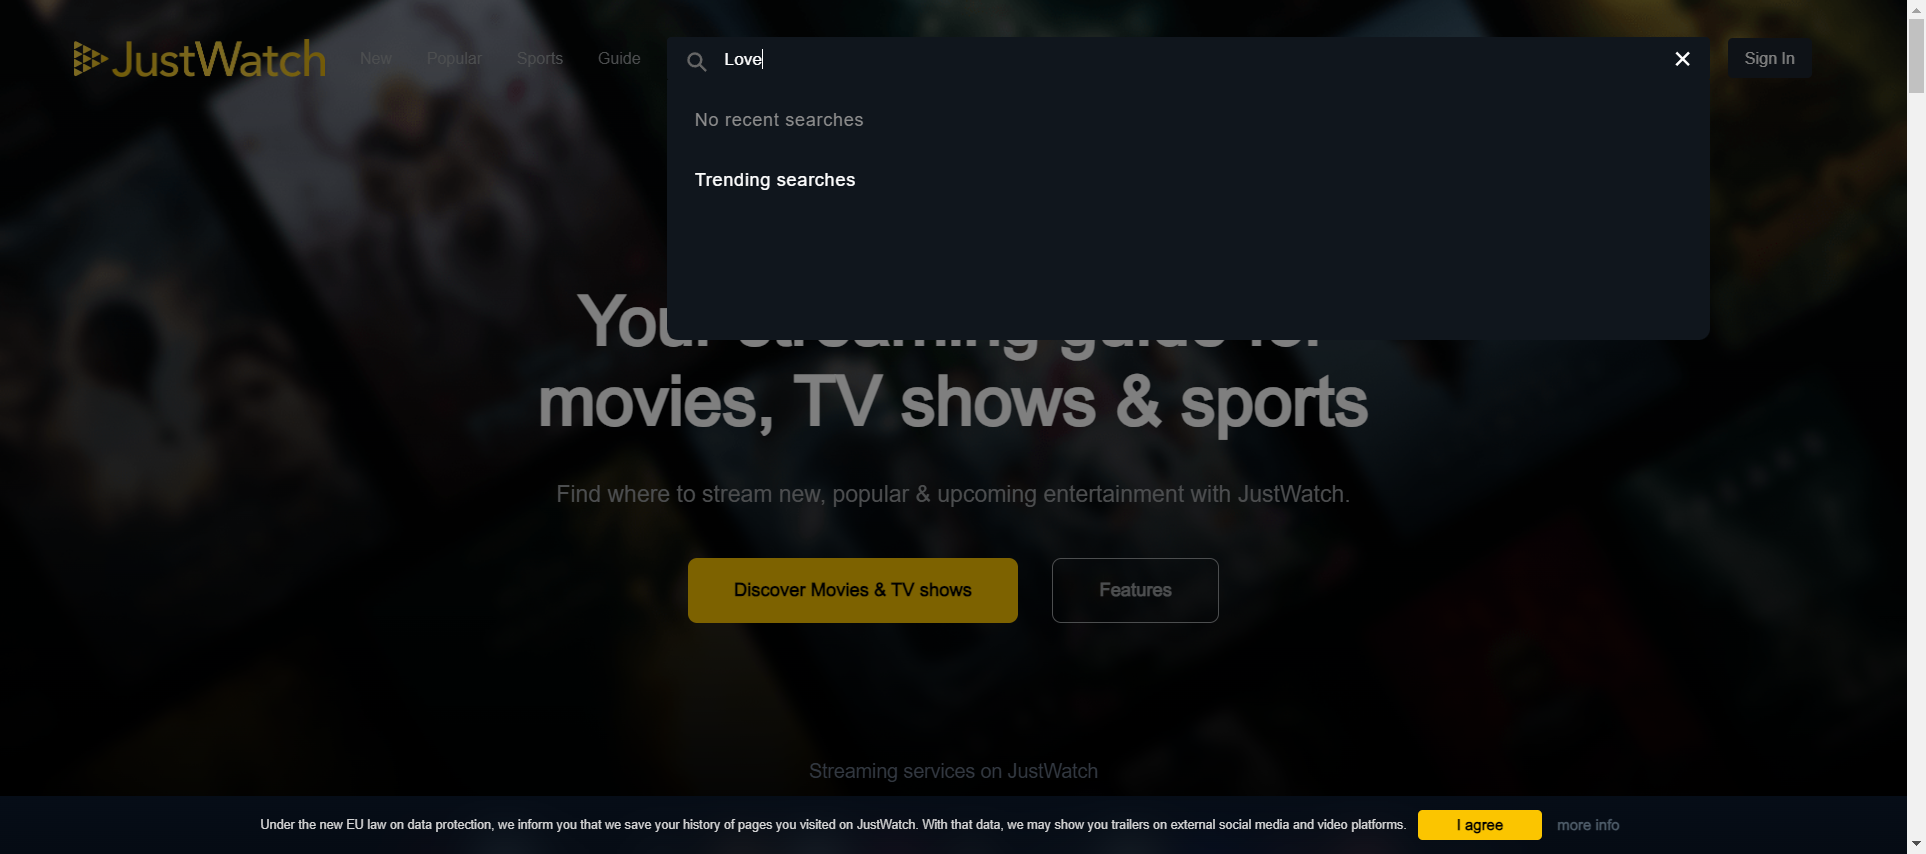 JustWatch
New
Popular
Sports
Guide
Love
Sign In
No recent searches
Trending searches
Your streaming guide for
movies, TV shows & sports
Find where to stream new, popular & upcoming entertainment with JustWatch.
Discover Movies & TV shows
Features
Streaming services on JustWatch
Under the new EU law on data protection, we inform you that we save your history of pages you visited on JustWatch. With that data, we may show you trailers on external social media and video platforms.
I agree
more info